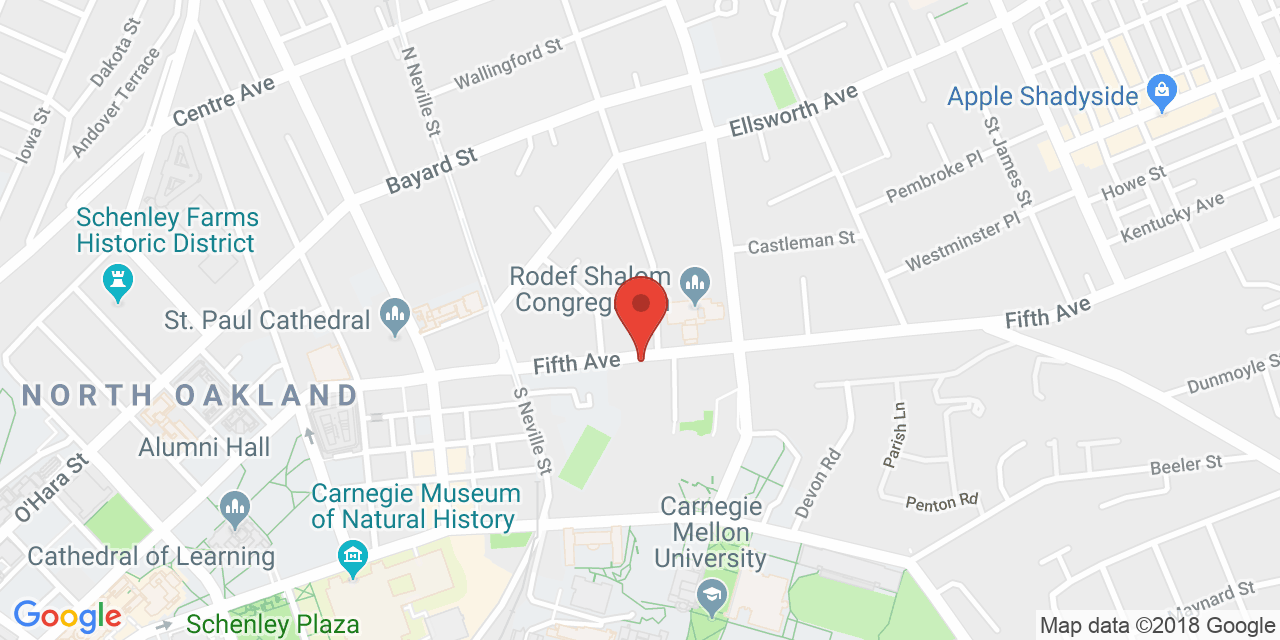 Dakota St
Andover Terrace
Iowa St
Centre Ave
N Neville St
Wallingford St
Bayard St
Ellsworth Ave
Apple Shadyside
St James St
Pembroke Pl
Howe St
Kentucky Ave
Westminster Pl
Castleman St
Schenley Farms
Historic District
Rodef Shalom
St. Paul Cathedral
Fifth Ave
Fifth Ave
NORTH OAKLAND
S Neville St
Dunmoyle S
Parish Ln
Devon Rd
Penton Rd
Beeler St
Alumni Hall
O'Hara St
Carnegie Museum
of Natural History
Carnegie
Mellon
University
Cathedral of Learning
Schenley Plaza
Maynard St
Google
Map data ©2018 Google